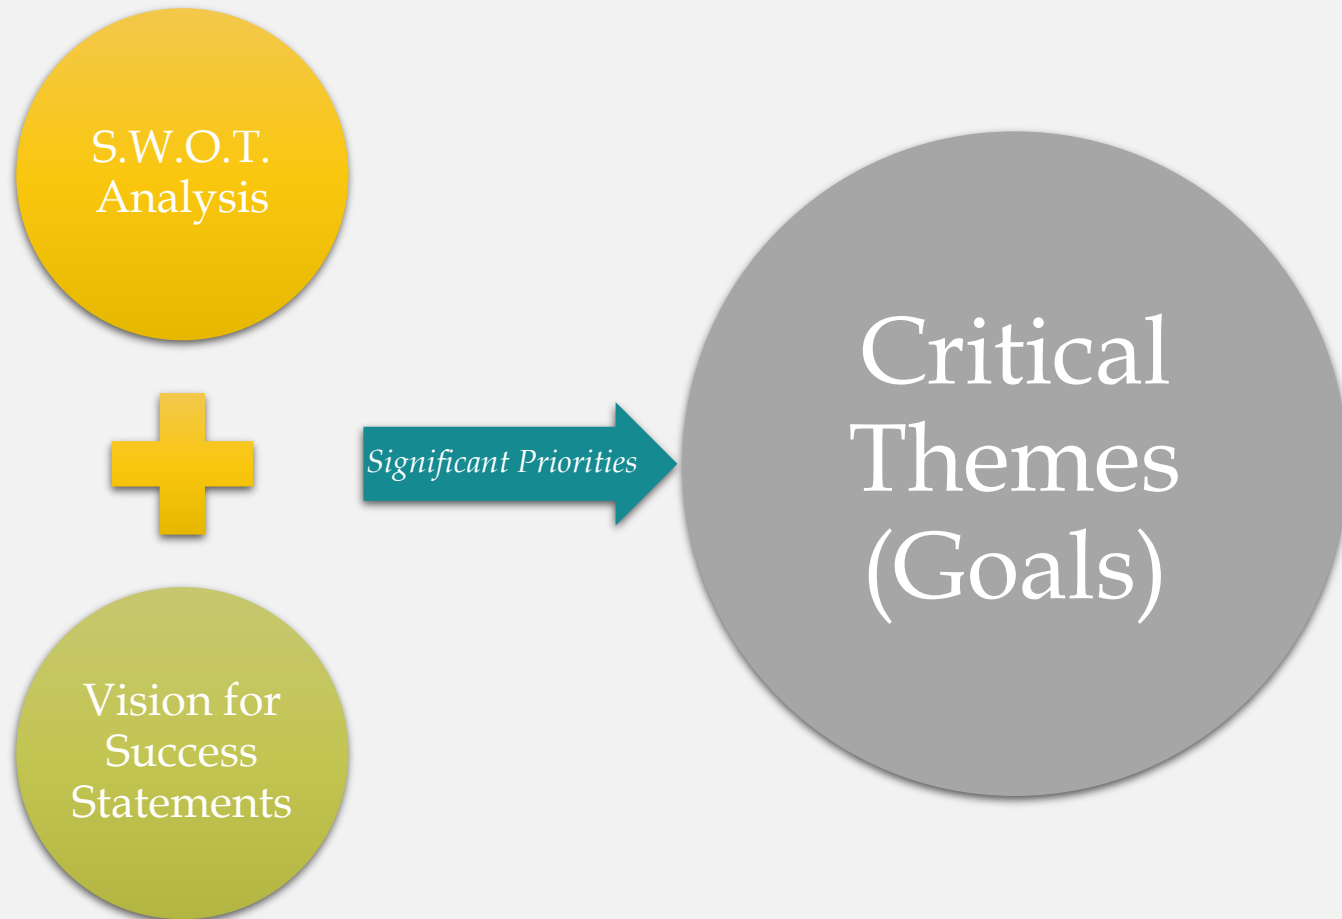 S.W.O.T.
Analysis
Vision for
Success
Statements
Significant Priorities
Critical
Themes
(Goals)